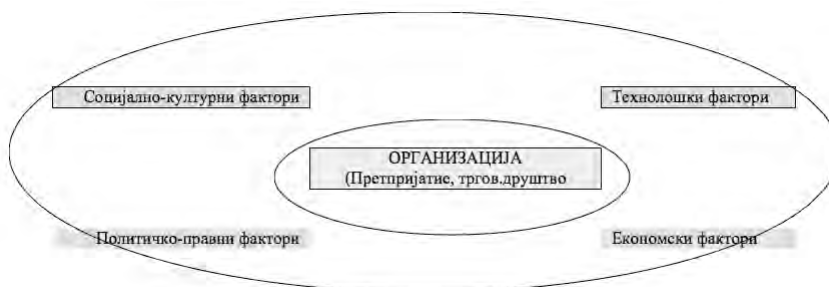 Социјално-културни фактори
Технолошки фактори
ОРГАНИЗАЦИЈА
(Претпријатие, тргов.друштво
Политичко-правни фактори
Економски фактори